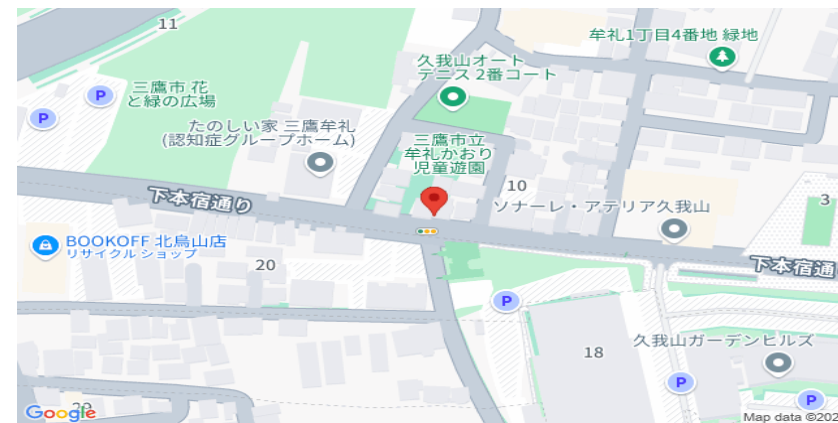 11
牟礼1丁目4番地 緑地
久我山オート
テニス 2番コート
P
三鷹市 花
と緑の広場
P
たのしい家 三鷹牟礼
(認知症グループホーム)
三鷹市立
牟礼かおり
児童遊園
10
3
下本宿通り
ソナーレ・アテリア久我山
BOOKOFF 北烏山店
リサイクルショップ
20
下本宿通
P
18
久我山ガーデンヒルズ
P
P
Google
Map data ©202